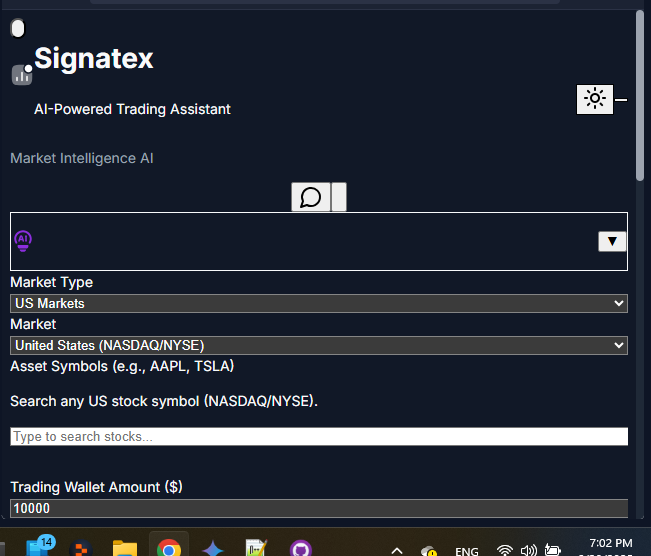 Signatex
AI-Powered Trading Assistant
Market Intelligence AI
AI
Market Type
US Markets
Market
United States (NASDAQ/NYSE)
Asset Symbols (e.g., AAPL, TSLA)
Search any US stock symbol (NASDAQ/NYSE).
Type to search stocks...
Trading Wallet Amount ($)
10000
14
ENG
7:02 PM